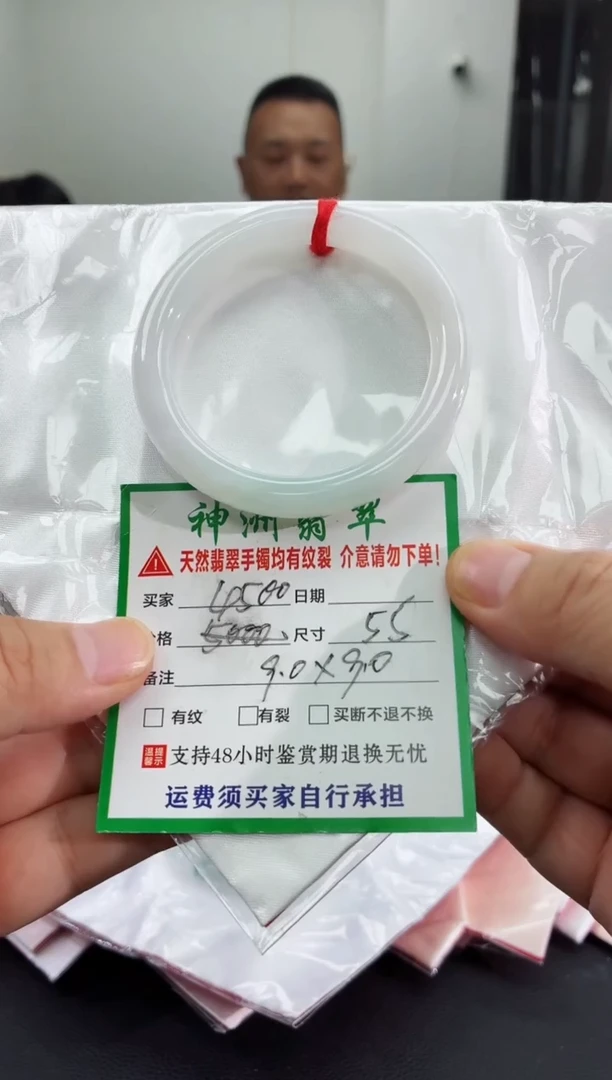 神洲翡翠
天然翡翠手镯均有纹裂 介意请勿下单!
买家 4500 日期
价格 5000、 尺寸 55
备注 9.0×9.0
有纹 有裂 买断不退不换
温馨提示 支持48小时鉴赏期退换无忧
运费须买家自行承担